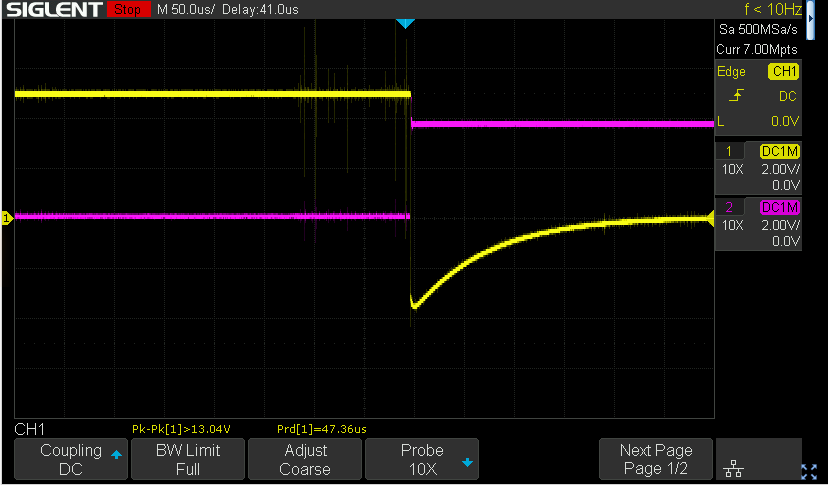 SIGLENT Stop M 50.0us/ Delay:41.0us f < 10Hz
Sa 500MSa/s
Curr 7.00Mpts
Edge CH1
DC
L 0.0V
1 DC1M
10X 2.00V/
0.0V
2 DC1M
10X 2.00V/
0.0V
1
CH1 Pk-Pk[1]>13.04V Prd[1]=47.36us
Coupling BW Limit Adjust Probe Next Page
DC Full Coarse 10X Page 1/2